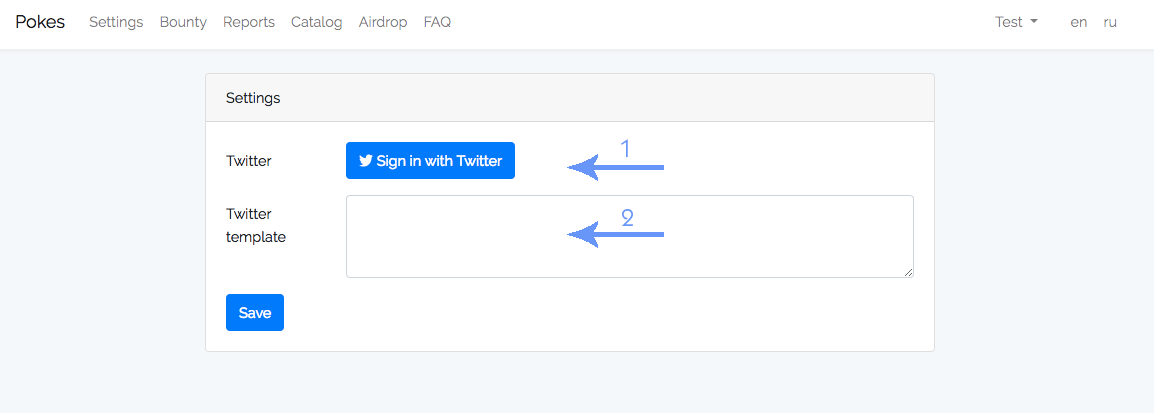 Pokes Settings Bounty Reports Catalog Airdrop FAQ Test en ru
Settings
Twitter Sign in with Twitter 1
Twitter
template
2
Save